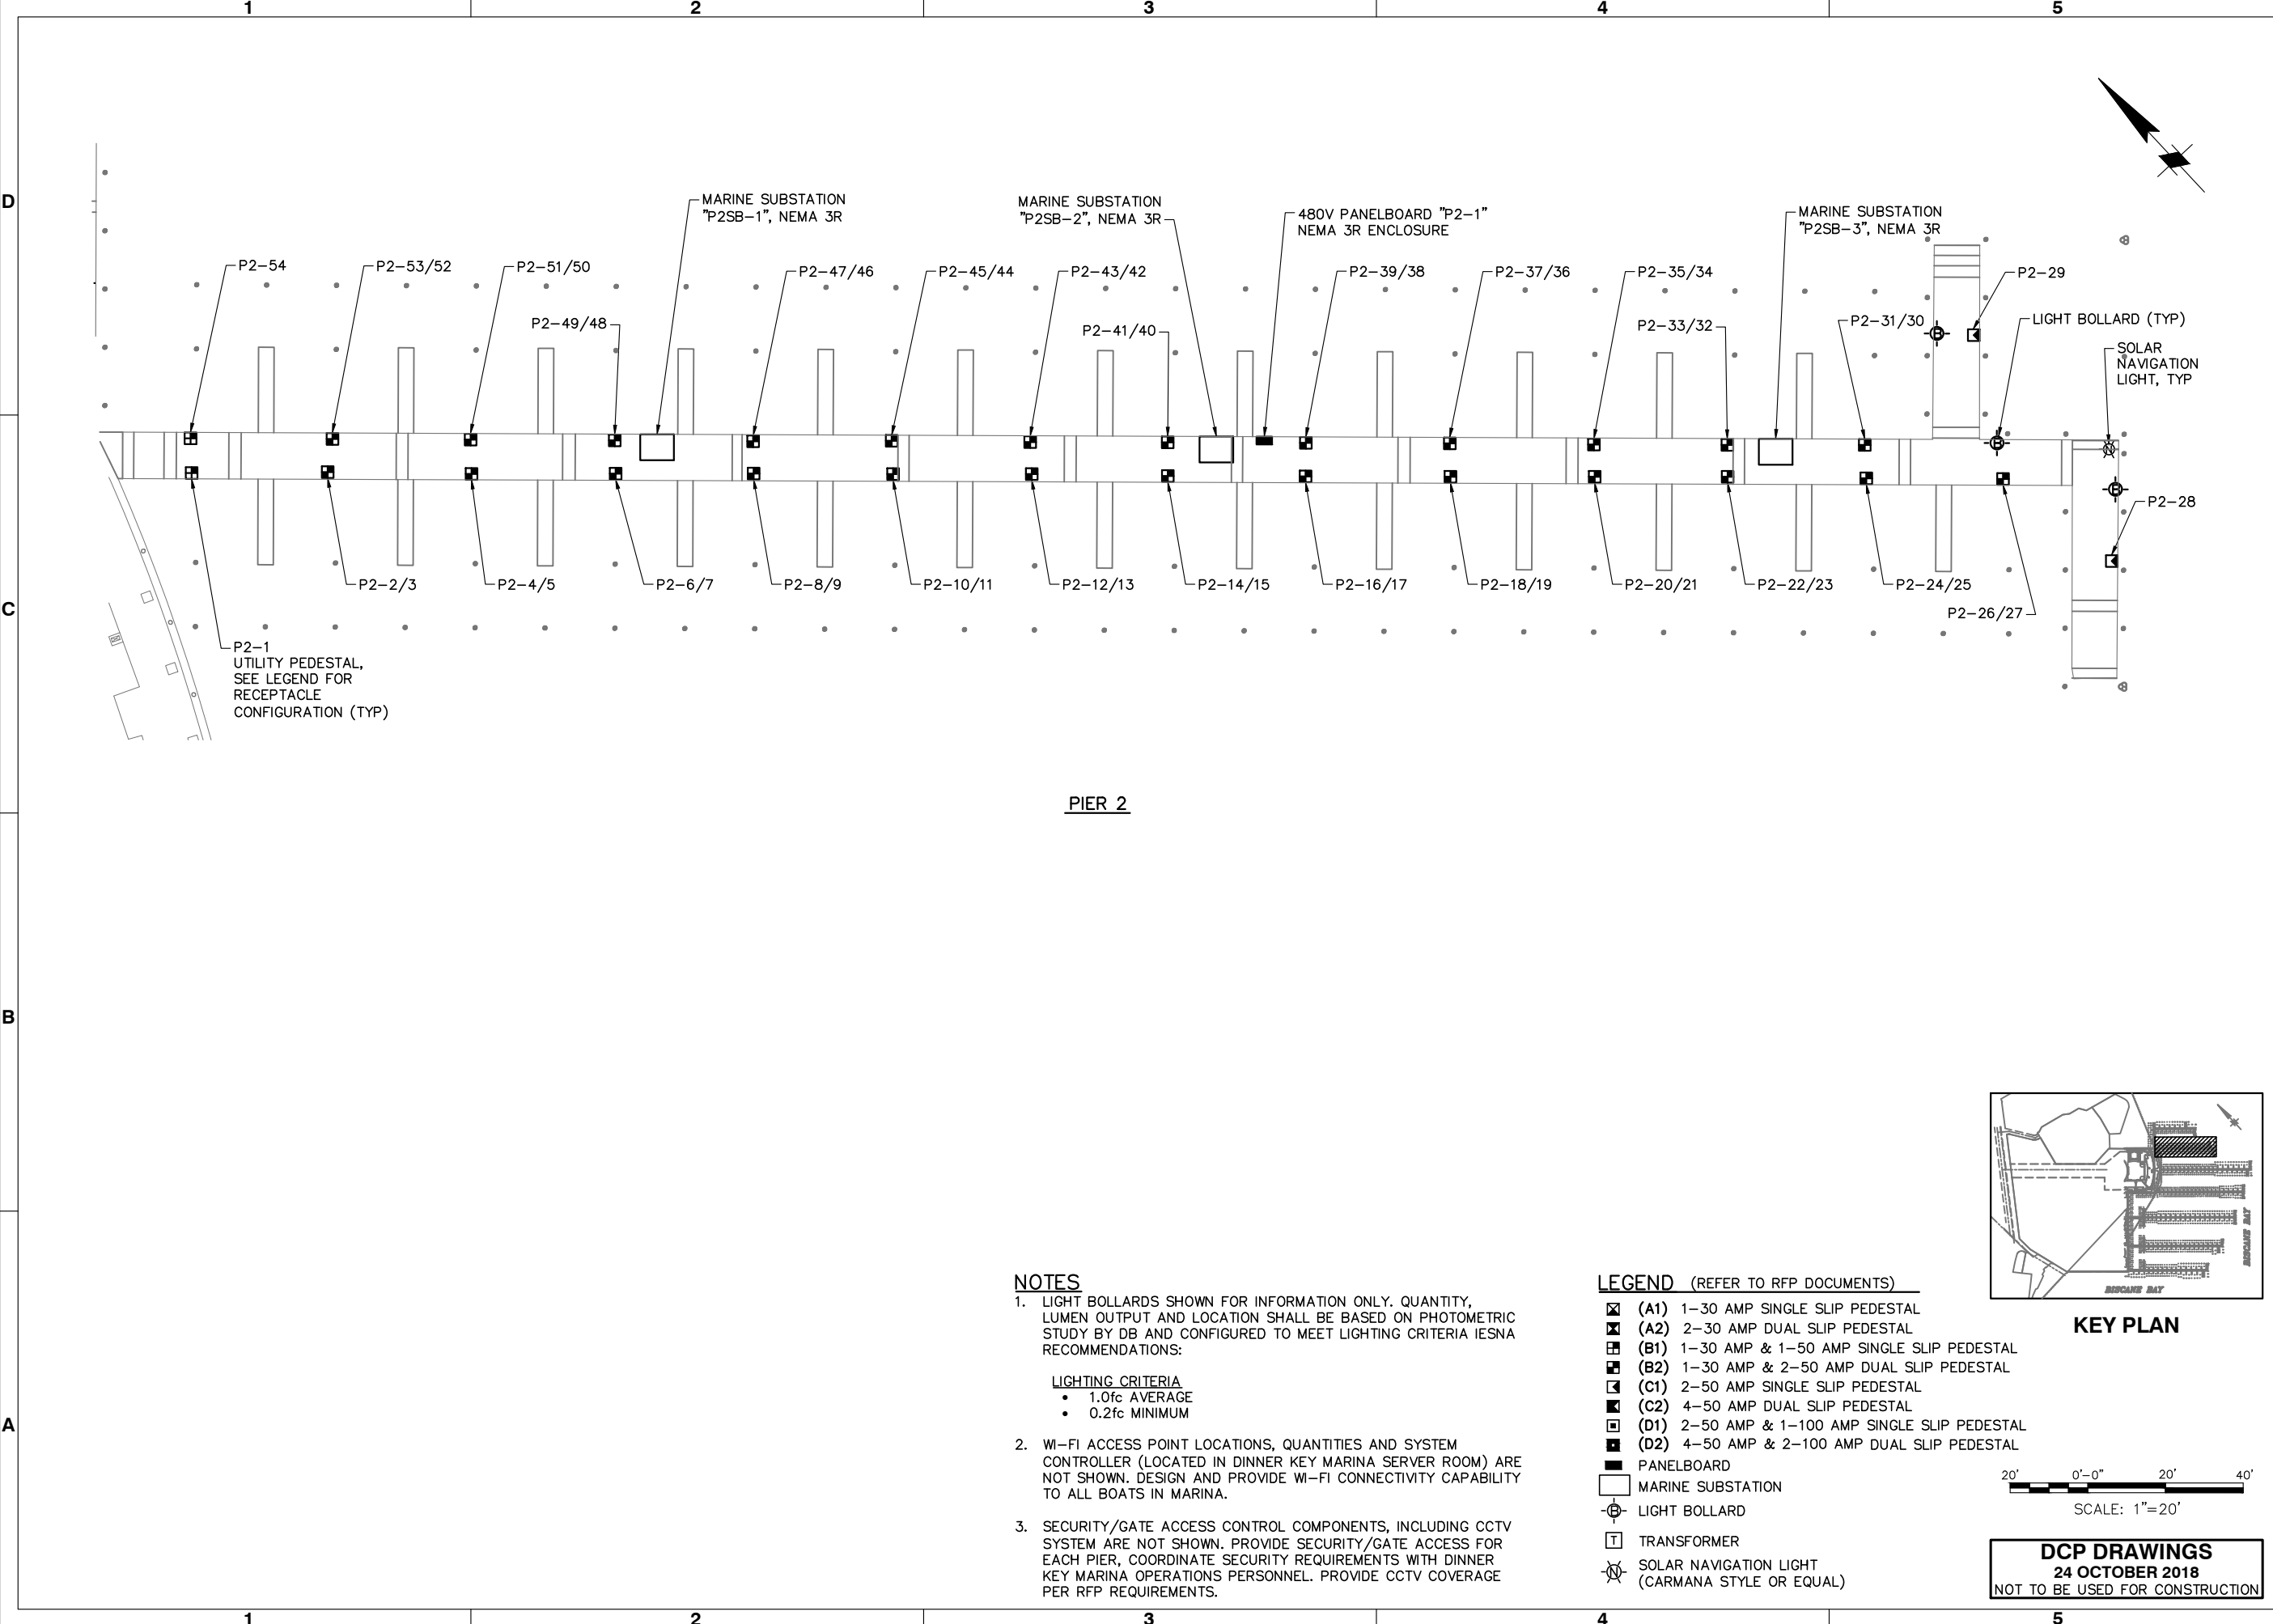 1 2 3 4 5
D
MARINE SUBSTATION
"P2SB-1", NEMA 3R
MARINE SUBSTATION
"P2SB-2", NEMA 3R
480V PANELBOARD "P2-1"
NEMA 3R ENCLOSURE
MARINE SUBSTATION
"P2SB-3", NEMA 3R
P2-54
P2-53/52
P2-51/50
P2-49/48
P2-47/46
P2-45/44
P2-43/42
P2-41/40
P2-39/38
P2-37/36
P2-35/34
P2-33/32
P2-31/30
P2-29
B
LIGHT BOLLARD (TYP)
SOLAR
NAVIGATION
LIGHT, TYP
B
N
B
P2-28
C
P2-2/3
P2-4/5
P2-6/7
P2-8/9
P2-10/11
P2-12/13
P2-14/15
P2-16/17
P2-18/19
P2-20/21
P2-22/23
P2-24/25
P2-26/27
P2-1
UTILITY PEDESTAL,
SEE LEGEND FOR
RECEPTACLE
CONFIGURATION (TYP)
PIER 2
B
BISCANE BAY
BISCANE BAY
KEY PLAN
A
NOTES
1. LIGHT BOLLARDS SHOWN FOR INFORMATION ONLY. QUANTITY,
LUMEN OUTPUT AND LOCATION SHALL BE BASED ON PHOTOMETRIC
STUDY BY DB AND CONFIGURED TO MEET LIGHTING CRITERIA IESNA
RECOMMENDATIONS:
LIGHTING CRITERIA
• 1.0fc AVERAGE
• 0.2fc MINIMUM
2. WI-FI ACCESS POINT LOCATIONS, QUANTITIES AND SYSTEM
CONTROLLER (LOCATED IN DINNER KEY MARINA SERVER ROOM) ARE
NOT SHOWN. DESIGN AND PROVIDE WI-FI CONNECTIVITY CAPABILITY
TO ALL BOATS IN MARINA.
3. SECURITY/GATE ACCESS CONTROL COMPONENTS, INCLUDING CCTV
SYSTEM ARE NOT SHOWN. PROVIDE SECURITY/GATE ACCESS FOR
EACH PIER, COORDINATE SECURITY REQUIREMENTS WITH DINNER
KEY MARINA OPERATIONS PERSONNEL. PROVIDE CCTV COVERAGE
PER RFP REQUIREMENTS.
LEGEND (REFER TO RFP DOCUMENTS)
(A1) 1-30 AMP SINGLE SLIP PEDESTAL
(A2) 2-30 AMP DUAL SLIP PEDESTAL
(B1) 1-30 AMP & 1-50 AMP SINGLE SLIP PEDESTAL
(B2) 1-30 AMP & 2-50 AMP DUAL SLIP PEDESTAL
(C1) 2-50 AMP SINGLE SLIP PEDESTAL
(C2) 4-50 AMP DUAL SLIP PEDESTAL
(D1) 2-50 AMP & 1-100 AMP SINGLE SLIP PEDESTAL
(D2) 4-50 AMP & 2-100 AMP DUAL SLIP PEDESTAL
PANELBOARD
MARINE SUBSTATION
B LIGHT BOLLARD
T TRANSFORMER
N SOLAR NAVIGATION LIGHT
(CARMANA STYLE OR EQUAL)
20' 0'-0" 20' 40'
SCALE: 1"=20'
DCP DRAWINGS
24 OCTOBER 2018
NOT TO BE USED FOR CONSTRUCTION
1 2 3 4 5